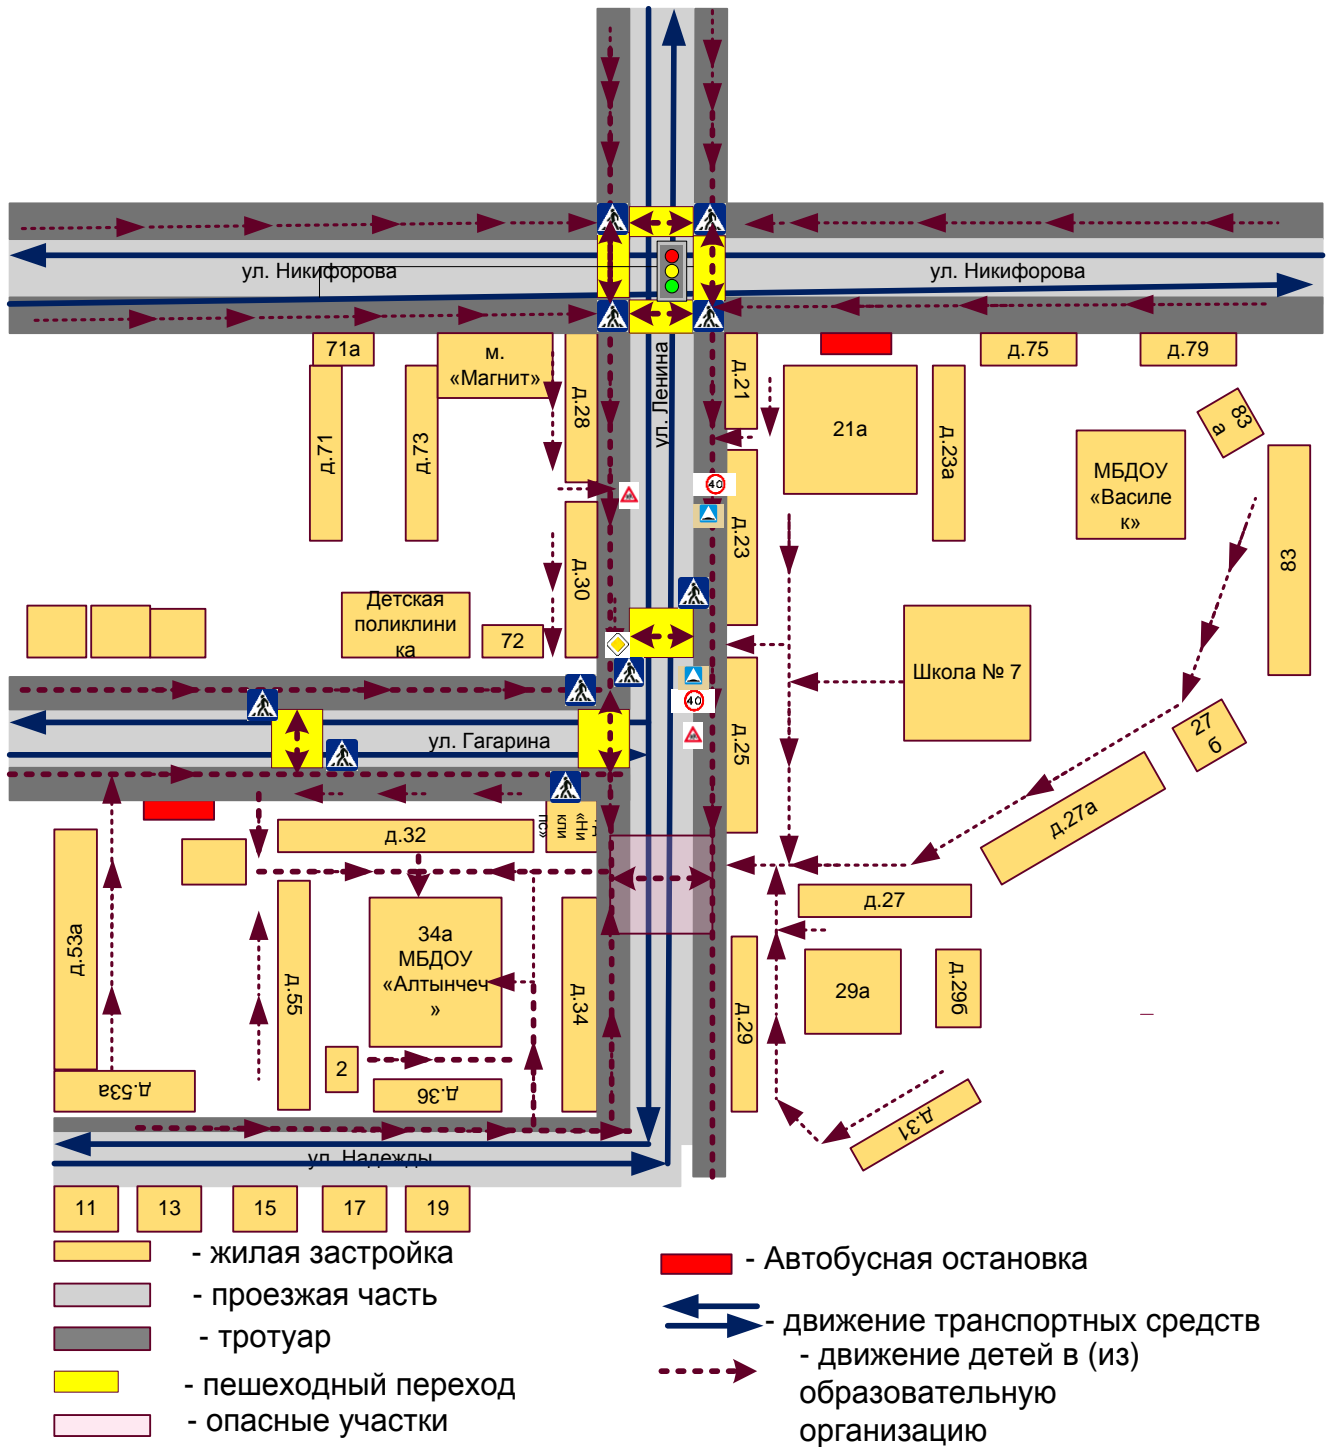 ул. Никифорова
ул. Никифорова
71а
м.
«Магнит»
д.28
ул. Ленина
д.21
д.75
д.79
д.71
д.73
21а
д.23а
83
а
МБДОУ
«Василе
к»
40
д.23
д.30
83
Детская
поликлини
ка
72
Школа № 7
40
ул. Гагарина
д.25
27
б
д.27а
д.32
«Ни
кли
пс»
д.27
д.53а
34а
МБДОУ
«Алтынчеч
»
д.55
д.34
29а
д.29б
д.29
2
д.53а
д.36
д.31
ул. Надежды
11
13
15
17
19
- жилая застройка
- проезжая часть
- тротуар
- пешеходный переход
- опасные участки
- Автобусная остановка
- движение транспортных средств
- движение детей в (из)
образовательную
организацию